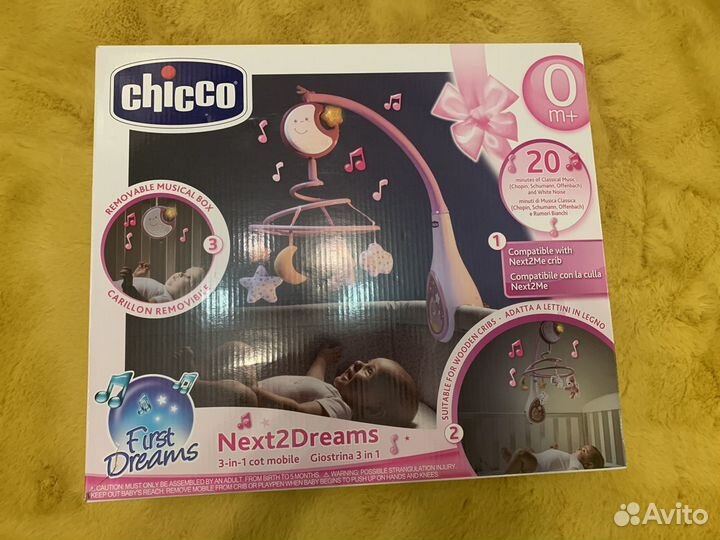 chicco
0
m+
20
minutes of Classical Music
(Chopin, Schumann, Offenbach)
and White Noise
minuti di Musica Classica
(Chopin, Schumann, Offenbach)
e Rumori Bianchi
REMOVABLE MUSICAL BOX
3
CARILLON REMOVIBILE
1
Compatible with
Next2Me crib
Compatibile con la culla
Next2Me
SUITABLE FOR WOODEN CRIBS • ADATTA A LETTINI IN LEGNO
2
First
Dreams
Next2Dreams
3-in-1 cot mobile Giostrina 3 in 1
⚠ CAUTION: MUST ONLY BE ASSEMBLED BY AN ADULT. FROM BIRTH TO 5 MONTHS. ⚠ WARNING: POSSIBLE STRANGULATION INJURY.
KEEP OUT BABY'S REACH. REMOVE MOBILE FROM CRIB OR PLAYPEN WHEN BABY BEGINS TO PUSH UP ON HANDS AND KNEES.
Avito